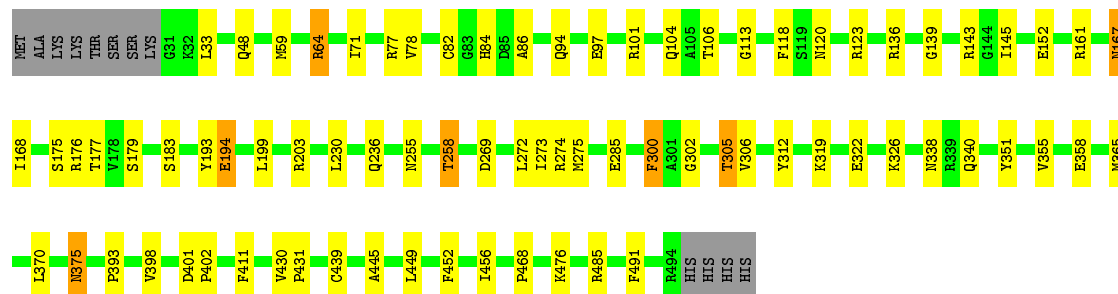 MET ALA LYS LYS THR SER SER LYS G31 K32 L33 Q48 M59 R64 I71 R77 V78 C82 G83 H84 D85 A86 Q94 E97 R101 Q104 A105 T106 G113 F118 S119 N120 R123 R136 G139 R143 G144 I145 E152 R161 N167
I168 S175 R176 T177 V178 S179 S183 Y193 E194 L199 R203 L230 Q236 N255 T258 D269 L272 I273 R274 M275 E285 F300 A301 G302 T305 V306 Y312 K319 E322 K326 N338 R339 Q340 Y351 V355 E358 M365
L370 N375 P393 V398 D401 P402 F411 V430 P431 C439 A445 L449 F452 I456 P468 K476 R485 F491 R494 HIS HIS HIS HIS